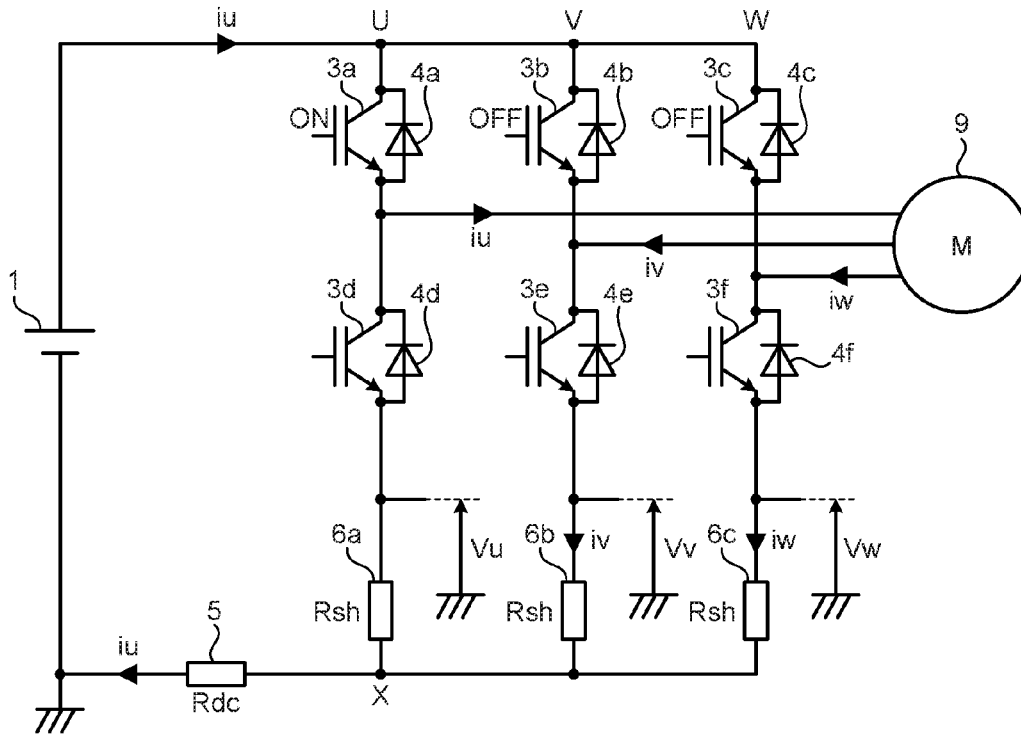 iu U V W
3a 4a 3b 4b 3c 4c
ON OFF OFF 9
iu iv iw M
1 3d 4d 3e 4e 3f 4f
6a Vu 6b iv Vv 6c iw Vw
Rsh Rsh Rsh
iu 5
Rdc X